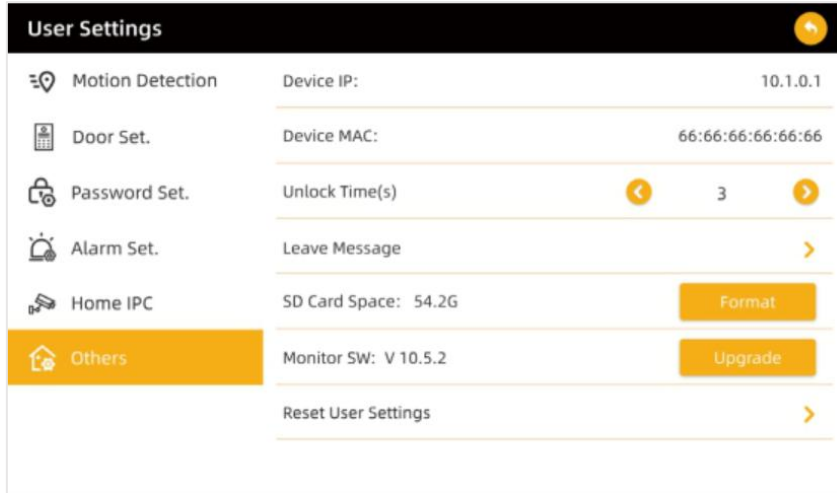 User Settings
Motion Detection
Door Set.
Password Set.
Alarm Set.
Home IPC
Others
Device IP: 10.1.0.1
Device MAC: 66:66:66:66:66:66
Unlock Time(s) 3
Leave Message
SD Card Space: 54.2G Format
Monitor SW: V 10.5.2 Upgrade
Reset User Settings